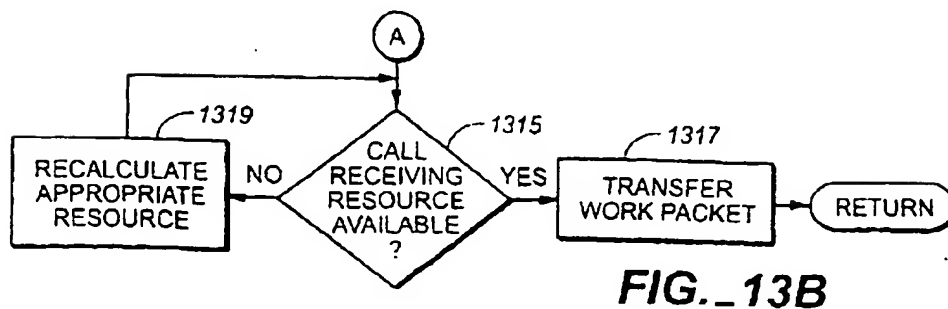 A
1319
RECALCULATE
APPROPRIATE
RESOURCE
NO
1315
CALL
RECEIVING
RESOURCE
AVAILABLE
?
YES
1317
TRANSFER
WORK PACKET
RETURN
FIG._13B